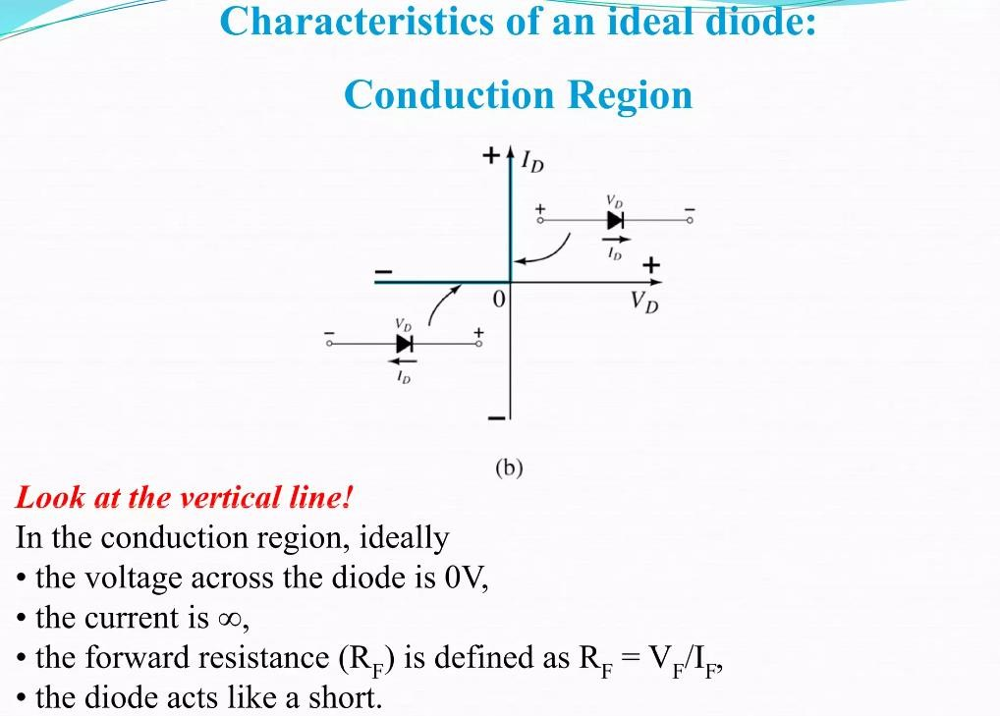 Characteristics of an ideal diode:
Conduction Region
+ I_D
V_D
+ −
I_D
− +
0 V_D
V_D
− +
I_D
−
(b)
Look at the vertical line!
In the conduction region, ideally
• the voltage across the diode is 0V,
• the current is ∞,
• the forward resistance (R_F) is defined as R_F = V_F/I_F,
• the diode acts like a short.